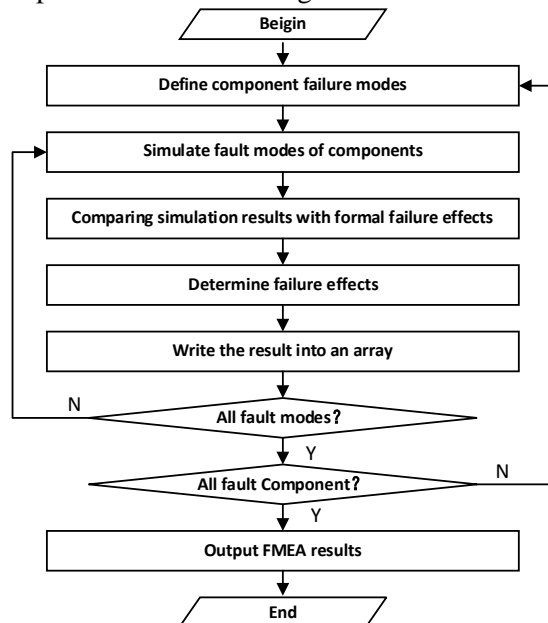 Beigin
Define component failure modes
Simulate fault modes of components
Comparing simulation results with formal failure effects
Determine failure effects
Write the result into an array
N
All fault modes?
Y
All fault Component?
N
Y
Output FMEA results
End